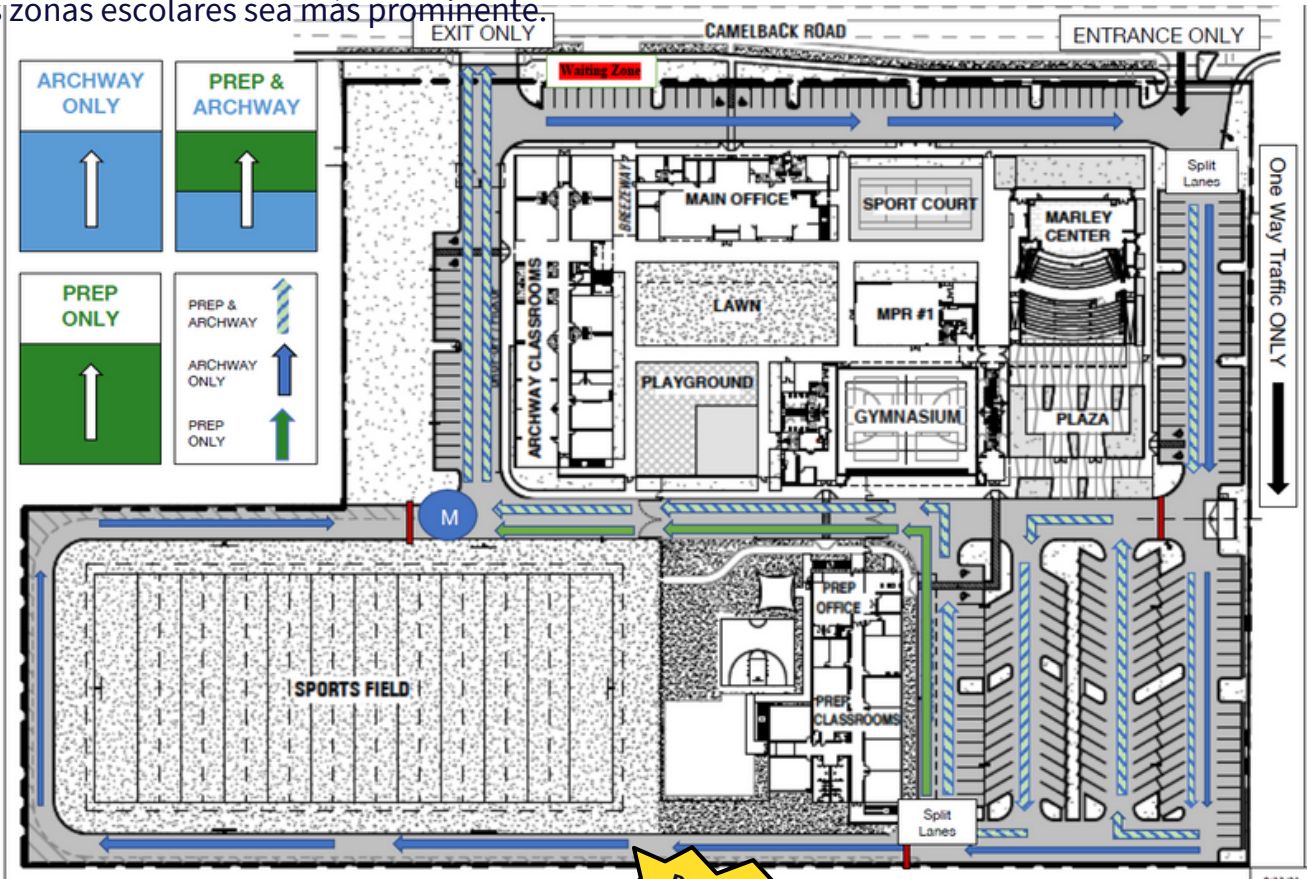 zonas escolares sea más prominente.
EXIT ONLY
CAMELBACK ROAD
ENTRANCE ONLY
Waiting Zone
ARCHWAY
ONLY
PREP &
ARCHWAY
PREP
ONLY
PREP &
ARCHWAY
ARCHWAY
ONLY
PREP
ONLY
Split
Lanes
One Way Traffic ONLY
BREEZEWAY
MAIN OFFICE
SPORT COURT
MARLEY
CENTER
ARCHWAY CLASSROOMS
LAWN
MPR #1
PLAYGROUND
GYMNASIUM
PLAZA
M
PREP
OFFICE
SPORTS FIELD
PREP
CLASSROOMS
Split
Lanes